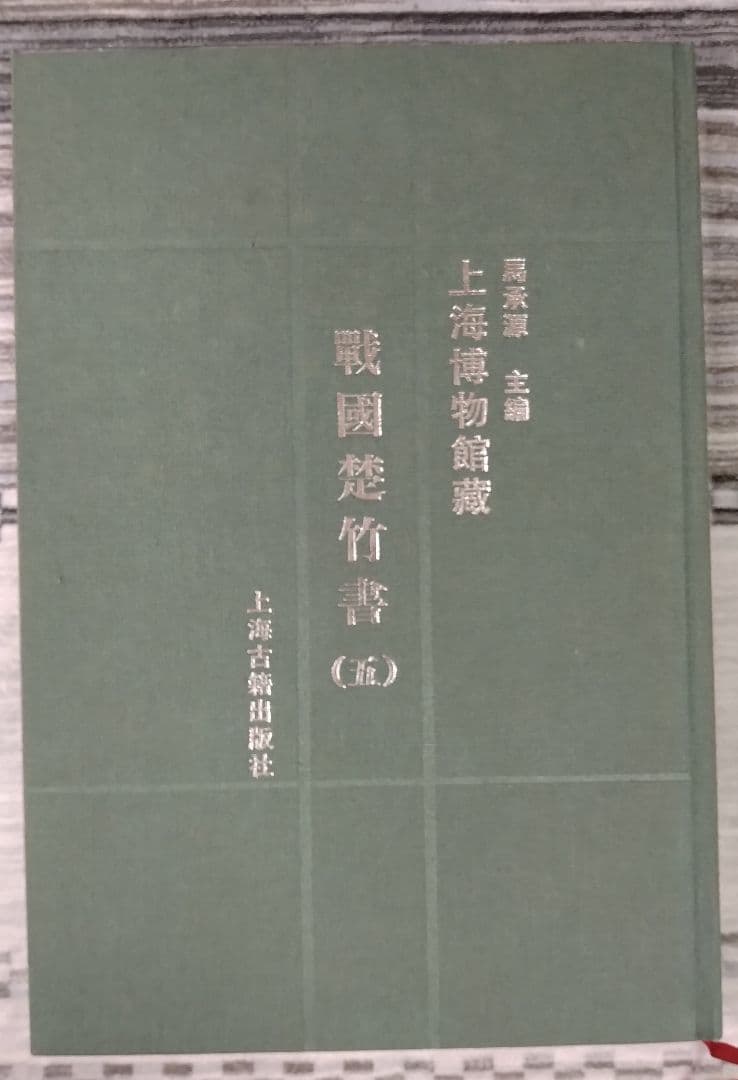 馬承源 主編
上海博物館藏
戰國楚竹書(五)
上海古籍出版社